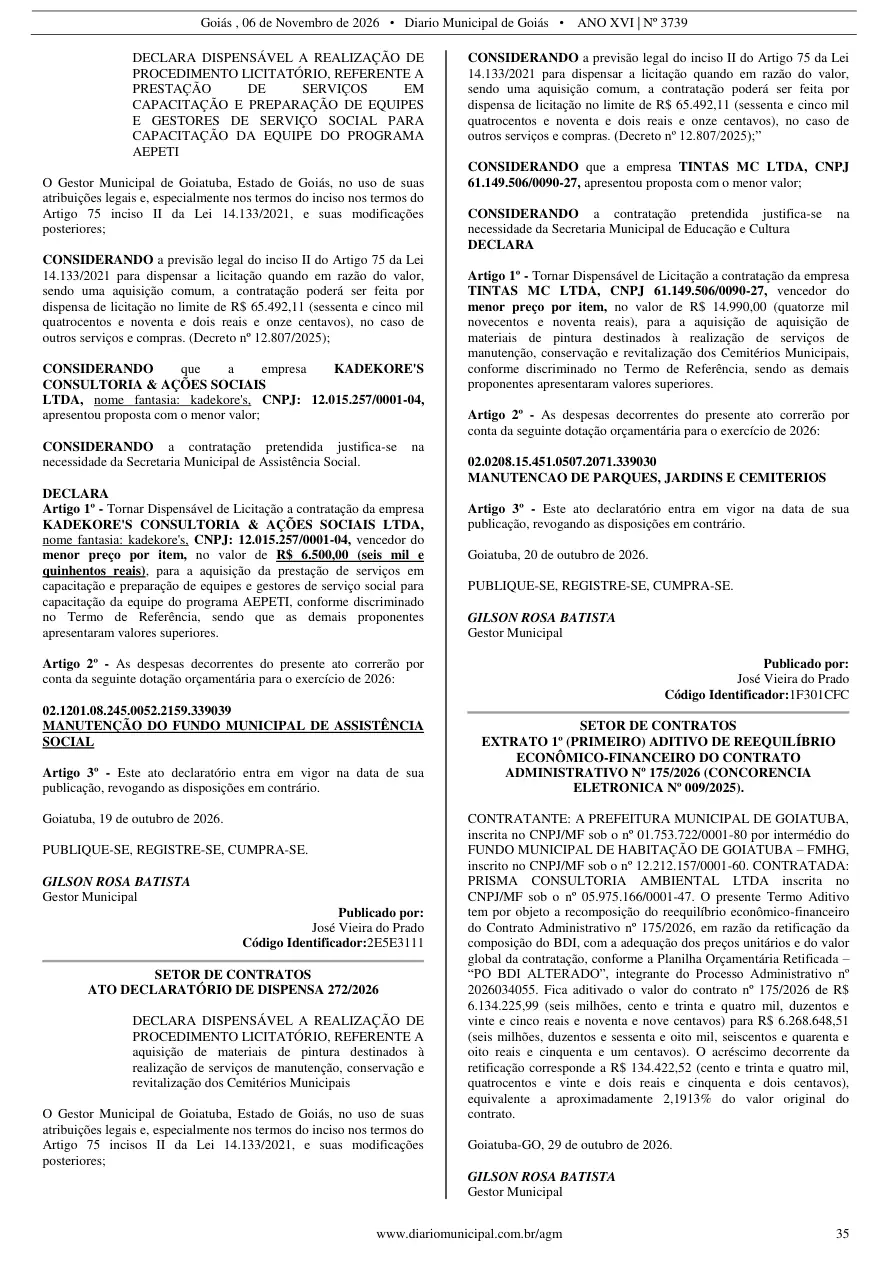 Goiás , 06 de Novembro de 2026 • Diario Municipal de Goiás • ANO XVI | Nº 3739
DECLARA DISPENSÁVEL A REALIZAÇÃO DE
PROCEDIMENTO LICITATÓRIO, REFERENTE A
PRESTAÇÃO DE SERVIÇOS EM
CAPACITAÇÃO E PREPARAÇÃO DE EQUIPES
E GESTORES DE SERVIÇO SOCIAL PARA
CAPACITAÇÃO DA EQUIPE DO PROGRAMA
AEPETI
O Gestor Municipal de Goiatuba, Estado de Goiás, no uso de suas
atribuições legais e, especialmente nos termos do inciso nos termos do
Artigo 75 inciso II da Lei 14.133/2021, e suas modificações
posteriores;
CONSIDERANDO a previsão legal do inciso II do Artigo 75 da Lei
14.133/2021 para dispensar a licitação quando em razão do valor,
sendo uma aquisição comum, a contratação poderá ser feita por
dispensa de licitação no limite de R$ 65.492,11 (sessenta e cinco mil
quatrocentos e noventa e dois reais e onze centavos), no caso de
outros serviços e compras. (Decreto nº 12.807/2025);
CONSIDERANDO que a empresa KADEKORE'S
CONSULTORIA & AÇÕES SOCIAIS
LTDA, nome fantasia: kadekore's, CNPJ: 12.015.257/0001-04,
apresentou proposta com o menor valor;
CONSIDERANDO a contratação pretendida justifica-se na
necessidade da Secretaria Municipal de Assistência Social.
DECLARA
Artigo 1º - Tornar Dispensável de Licitação a contratação da empresa
KADEKORE'S CONSULTORIA & AÇÕES SOCIAIS LTDA,
nome fantasia: kadekore's, CNPJ: 12.015.257/0001-04, vencedor do
menor preço por item, no valor de R$ 6.500,00 (seis mil e
quinhentos reais), para a aquisição da prestação de serviços em
capacitação e preparação de equipes e gestores de serviço social para
capacitação da equipe do programa AEPETI, conforme discriminado
no Termo de Referência, sendo que as demais proponentes
apresentaram valores superiores.
Artigo 2º - As despesas decorrentes do presente ato correrão por
conta da seguinte dotação orçamentária para o exercício de 2026:
02.1201.08.245.0052.2159.339039
MANUTENÇÃO DO FUNDO MUNICIPAL DE ASSISTÊNCIA
SOCIAL
Artigo 3º - Este ato declaratório entra em vigor na data de sua
publicação, revogando as disposições em contrário.
Goiatuba, 19 de outubro de 2026.
PUBLIQUE-SE, REGISTRE-SE, CUMPRA-SE.
GILSON ROSA BATISTA
Gestor Municipal
Publicado por:
José Vieira do Prado
Código Identificador:2E5E3111
SETOR DE CONTRATOS
ATO DECLARATÓRIO DE DISPENSA 272/2026
DECLARA DISPENSÁVEL A REALIZAÇÃO DE
PROCEDIMENTO LICITATÓRIO, REFERENTE A
aquisição de materiais de pintura destinados à
realização de serviços de manutenção, conservação e
revitalização dos Cemitérios Municipais
O Gestor Municipal de Goiatuba, Estado de Goiás, no uso de suas
atribuições legais e, especialmente nos termos do inciso nos termos do
Artigo 75 incisos II da Lei 14.133/2021, e suas modificações
posteriores;
CONSIDERANDO a previsão legal do inciso II do Artigo 75 da Lei
14.133/2021 para dispensar a licitação quando em razão do valor,
sendo uma aquisição comum, a contratação poderá ser feita por
dispensa de licitação no limite de R$ 65.492,11 (sessenta e cinco mil
quatrocentos e noventa e dois reais e onze centavos), no caso de
outros serviços e compras. (Decreto nº 12.807/2025);”
CONSIDERANDO que a empresa TINTAS MC LTDA, CNPJ
61.149.506/0090-27, apresentou proposta com o menor valor;
CONSIDERANDO a contratação pretendida justifica-se na
necessidade da Secretaria Municipal de Educação e Cultura
DECLARA
Artigo 1º - Tornar Dispensável de Licitação a contratação da empresa
TINTAS MC LTDA, CNPJ 61.149.506/0090-27, vencedor do
menor preço por item, no valor de R$ 14.990,00 (quatorze mil
novecentos e noventa reais), para a aquisição de aquisição de
materiais de pintura destinados à realização de serviços de
manutenção, conservação e revitalização dos Cemitérios Municipais,
conforme discriminado no Termo de Referência, sendo as demais
proponentes apresentaram valores superiores.
Artigo 2º - As despesas decorrentes do presente ato correrão por
conta da seguinte dotação orçamentária para o exercício de 2026:
02.0208.15.451.0507.2071.339030
MANUTENCAO DE PARQUES, JARDINS E CEMITERIOS
Artigo 3º - Este ato declaratório entra em vigor na data de sua
publicação, revogando as disposições em contrário.
Goiatuba, 20 de outubro de 2026.
PUBLIQUE-SE, REGISTRE-SE, CUMPRA-SE.
GILSON ROSA BATISTA
Gestor Municipal
Publicado por:
José Vieira do Prado
Código Identificador:1F301CFC
SETOR DE CONTRATOS
EXTRATO 1º (PRIMEIRO) ADITIVO DE REEQUILÍBRIO
ECONÔMICO-FINANCEIRO DO CONTRATO
ADMINISTRATIVO Nº 175/2026 (CONCORENCIA
ELETRONICA Nº 009/2025).
CONTRATANTE: A PREFEITURA MUNICIPAL DE GOIATUBA,
inscrita no CNPJ/MF sob o nº 01.753.722/0001-80 por intermédio do
FUNDO MUNICIPAL DE HABITAÇÃO DE GOIATUBA – FMHG,
inscrito no CNPJ/MF sob o nº 12.212.157/0001-60. CONTRATADA:
PRISMA CONSULTORIA AMBIENTAL LTDA inscrita no
CNPJ/MF sob o nº 05.975.166/0001-47. O presente Termo Aditivo
tem por objeto a recomposição do reequilíbrio econômico-financeiro
do Contrato Administrativo nº 175/2026, em razão da retificação da
composição do BDI, com a adequação dos preços unitários e do valor
global da contratação, conforme a Planilha Orçamentária Retificada –
“PO BDI ALTERADO”, integrante do Processo Administrativo nº
2026034055. Fica aditivado o valor do contrato nº 175/2026 de R$
6.134.225,99 (seis milhões, cento e trinta e quatro mil, duzentos e
vinte e cinco reais e noventa e nove centavos) para R$ 6.268.648,51
(seis milhões, duzentos e sessenta e oito mil, seiscentos e quarenta e
oito reais e cinquenta e um centavos). O acréscimo decorrente da
retificação corresponde a R$ 134.422,52 (cento e trinta e quatro mil,
quatrocentos e vinte e dois reais e cinquenta e dois centavos),
equivalente a aproximadamente 2,1913% do valor original do
contrato.
Goiatuba-GO, 29 de outubro de 2026.
GILSON ROSA BATISTA
Gestor Municipal
www.diariomunicipal.com.br/agm 35